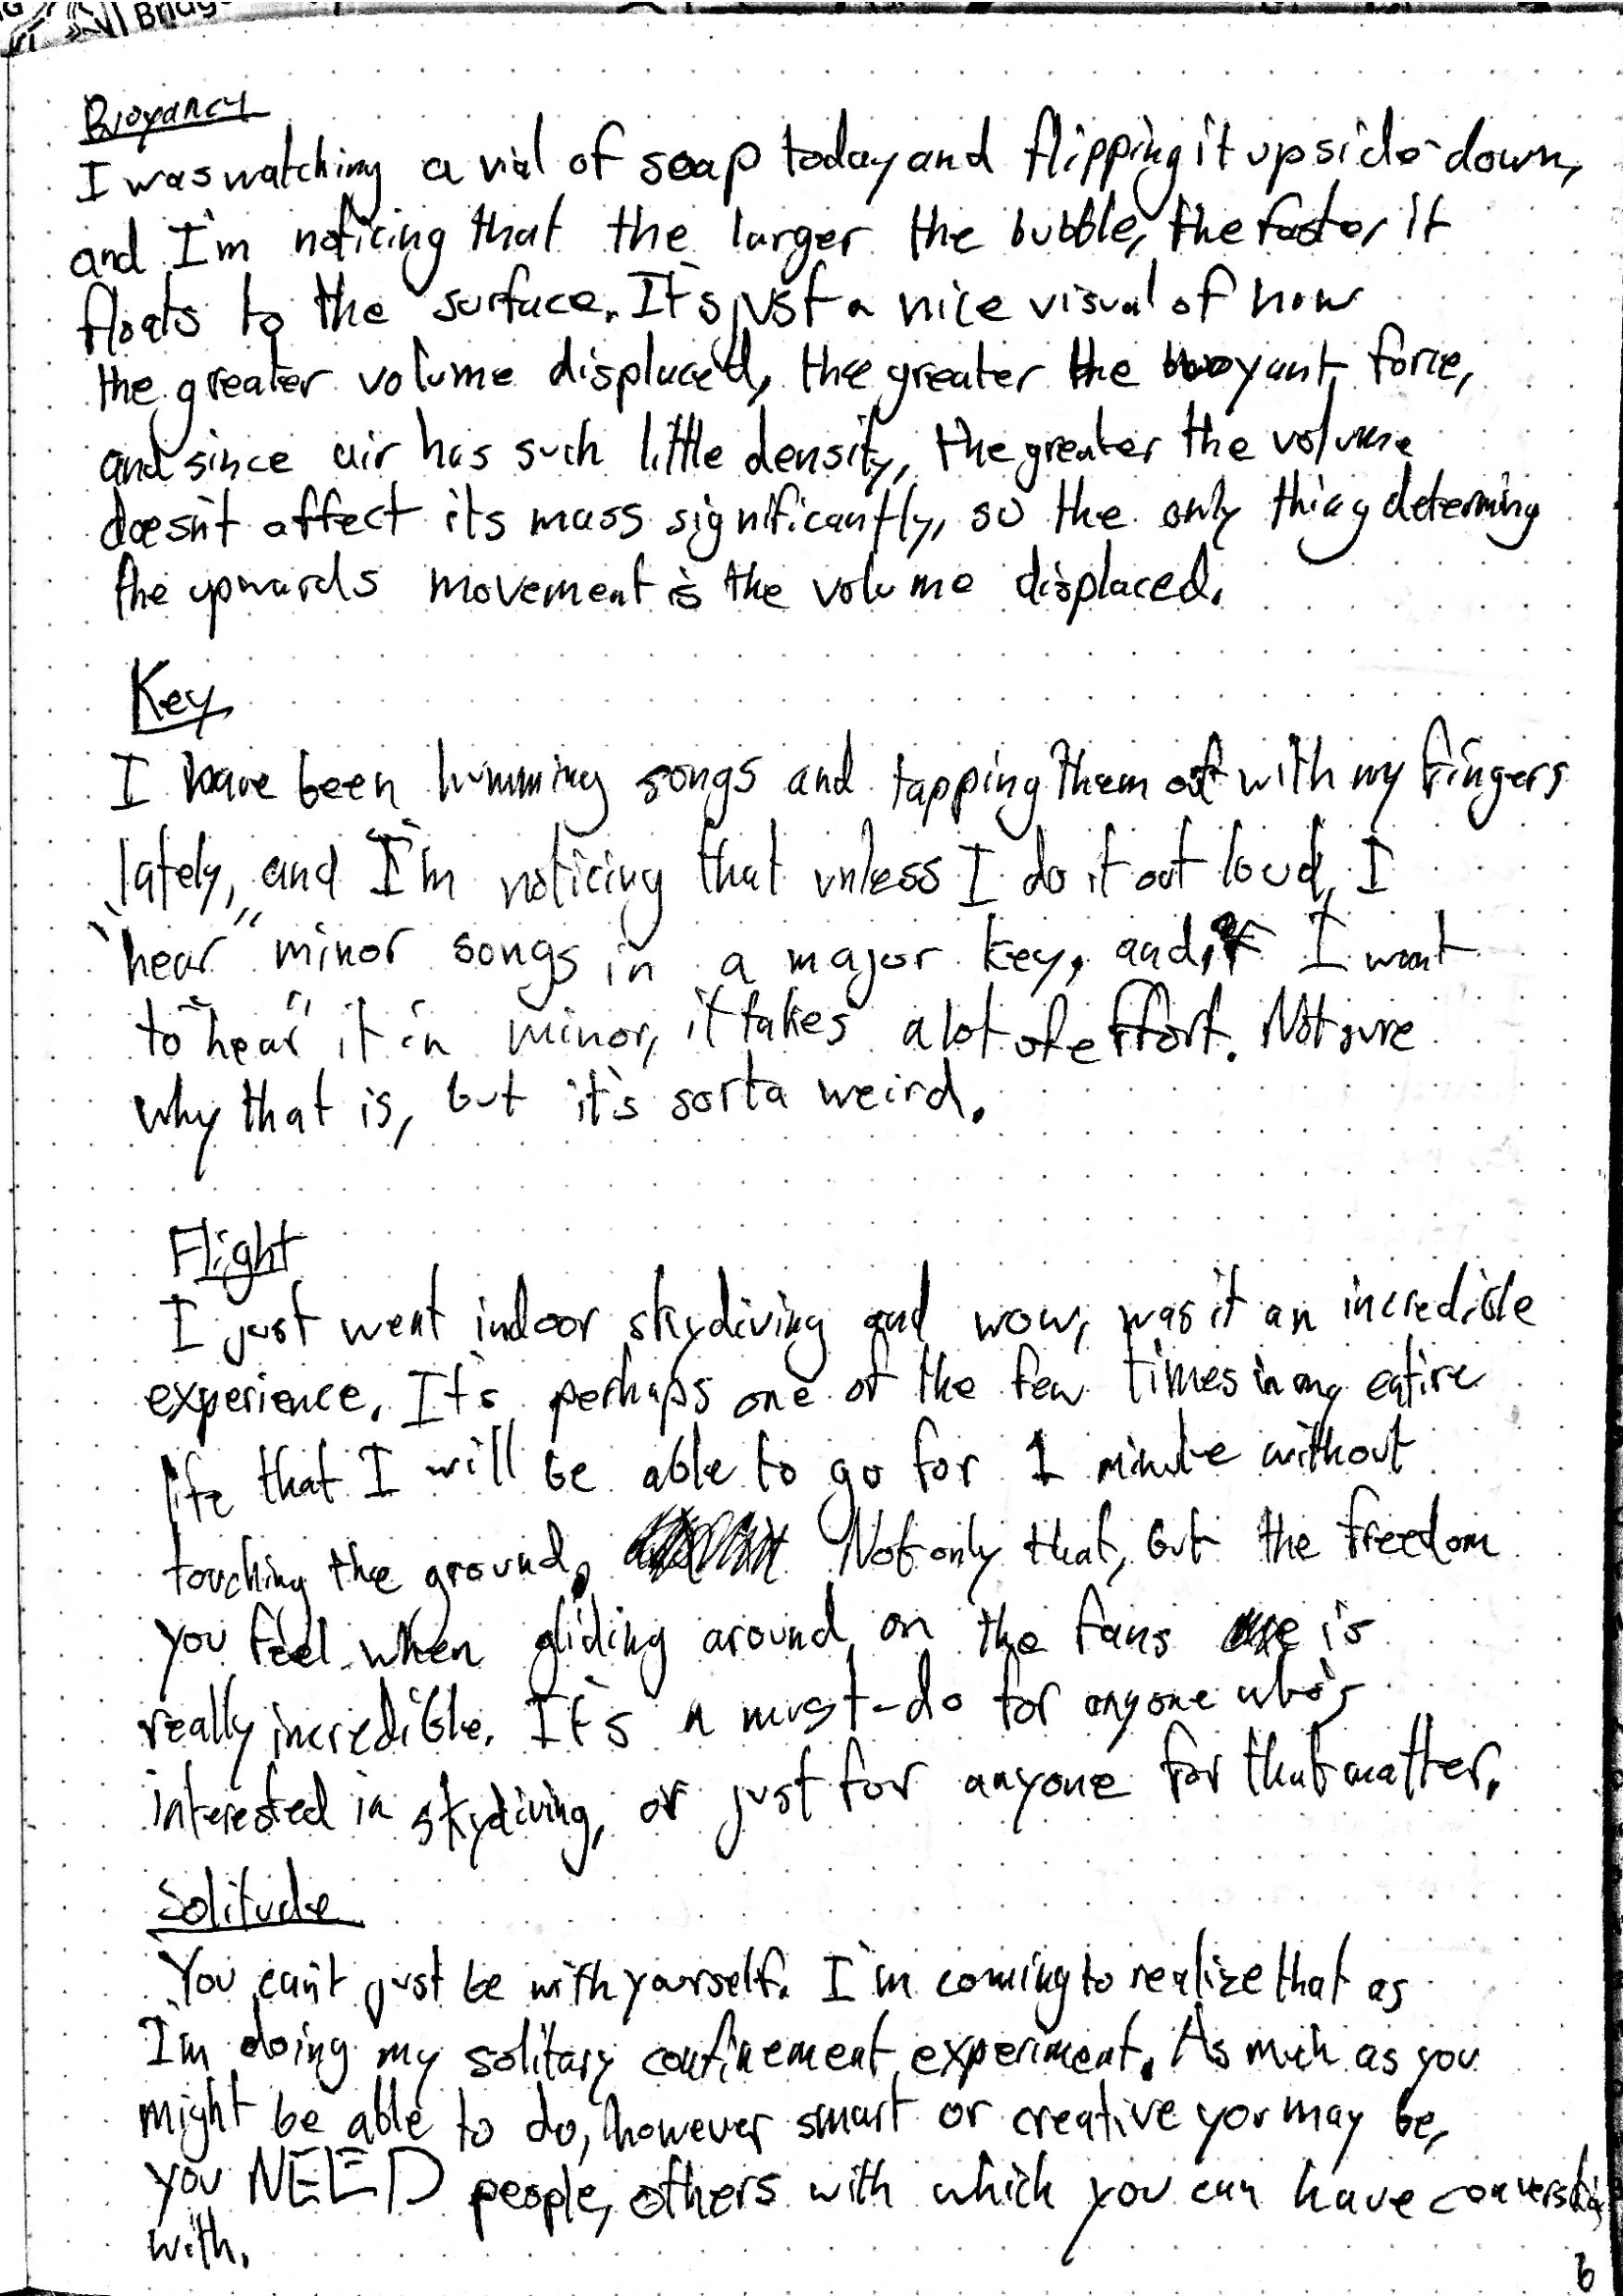 Bridge
Buoyancy
I was watching a vial of soap today and flipping it upside-down,
and I'm noticing that the larger the bubble, the faster it
floats to the surface. It's just a nice visual of how
the greater volume displaced, the greater the buoyant force,
and since air has such little density, the greater the volume
doesn't affect its mass significantly, so the only thing determing
the upwards movement is the volume displaced.
Key
I have been humming songs and tapping them out with my fingers
lately, and I'm noticing that unless I do it out loud, I
"hear" minor songs in a major key, and if I want
to "hear" it in minor, it takes a lot of effort. Not sure
why that is, but it's sorta weird.
Flight
I just went indoor skydiving and wow, was it an incredible
experience. It's perhaps one of the few times in my entire
life that I will be able to go for 1 minute without
touching the ground. Not only that, but the freedom
you feel when gliding around on the fans is
really incredible. It's a must-do for anyone who's
interested in skydiving, or just for anyone for that matter.
Solitude
You can't just be with yourself. I'm coming to realize that as
I'm doing my solitary confinement experiment. As much as you
might be able to do, however smart or creative you may be,
you NEED people, others with which you can have
with.
6